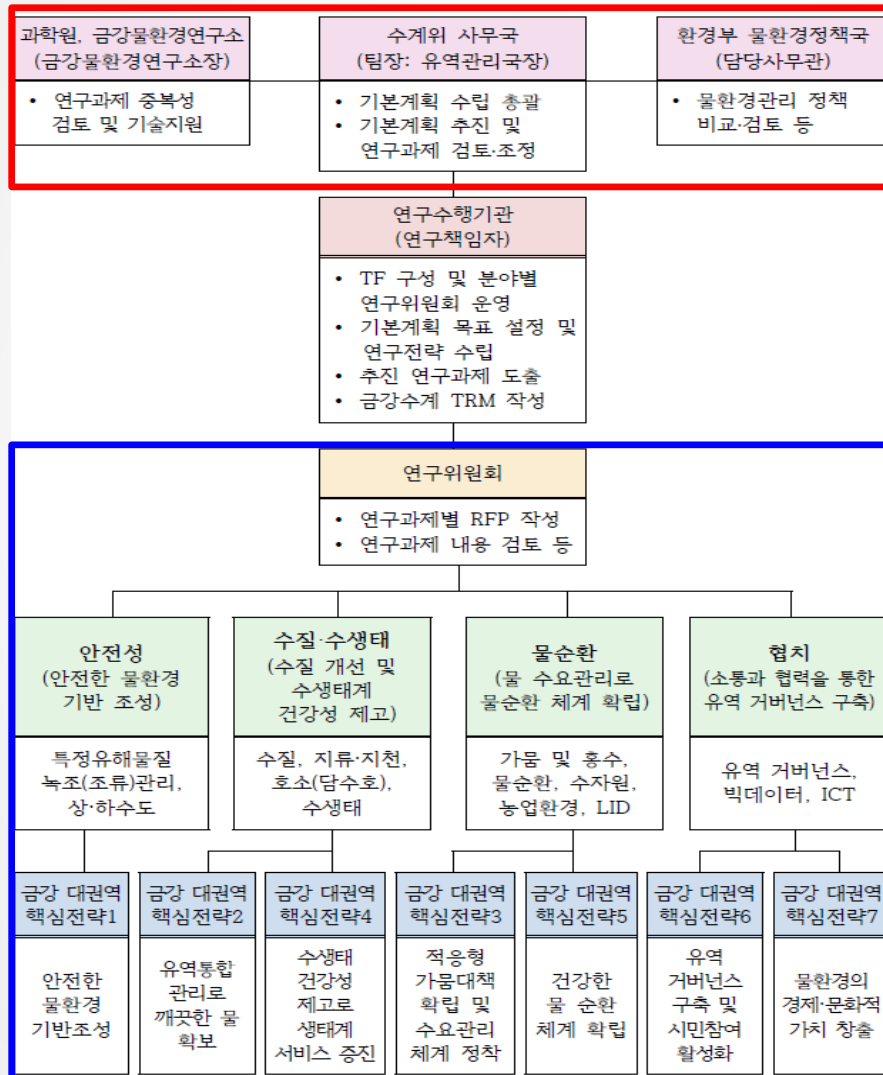 과학원, 금강물환경연구소
(금강물환경연구소장)
• 연구과제 중복성
검토 및 기술지원
수계위 사무국
(팀장: 유역관리국장)
• 기본계획 수립 총괄
• 기본계획 추진 및
연구과제 검토·조정
환경부 물환경정책국
(담당사무관)
• 물환경관리 정책
비교·검토 등
연구수행기관
(연구책임자)
• TF 구성 및 분야별
연구위원회 운영
• 기본계획 목표 설정 및
연구전략 수립
• 추진 연구과제 도출
• 금강수계 TRM 작성
연구위원회
• 연구과제별 RFP 작성
• 연구과제 내용 검토 등
안전성
(안전한 물환경
기반 조성)
특정유해물질
녹조(조류)관리,
상·하수도
수질·수생태
(수질 개선 및
수생태계
건강성 제고)
수질, 지류·지천,
호소(담수호),
수생태
물순환
(물 수요관리로
물순환 체계 확립)
가뭄 및 홍수,
물순환, 수자원,
농업환경, LID
협치
(소통과 협력을 통한
유역 거버넌스 구축)
유역 거버넌스,
빅데이터, ICT
금강 대권역
핵심전략1
안전한
물환경
기반조성
금강 대권역
핵심전략2
유역통합
관리로
깨끗한 물
확보
금강 대권역
핵심전략4
수생태
건강성
제고로
생태계
서비스 증진
금강 대권역
핵심전략3
적응형
가뭄대책
확립 및
수요관리
체계 정착
금강 대권역
핵심전략5
건강한
물 순환
체계 확립
금강 대권역
핵심전략6
유역
거버넌스
구축 및
시민참여
활성화
금강 대권역
핵심전략7
물환경의
경제·문화적
가치 창출